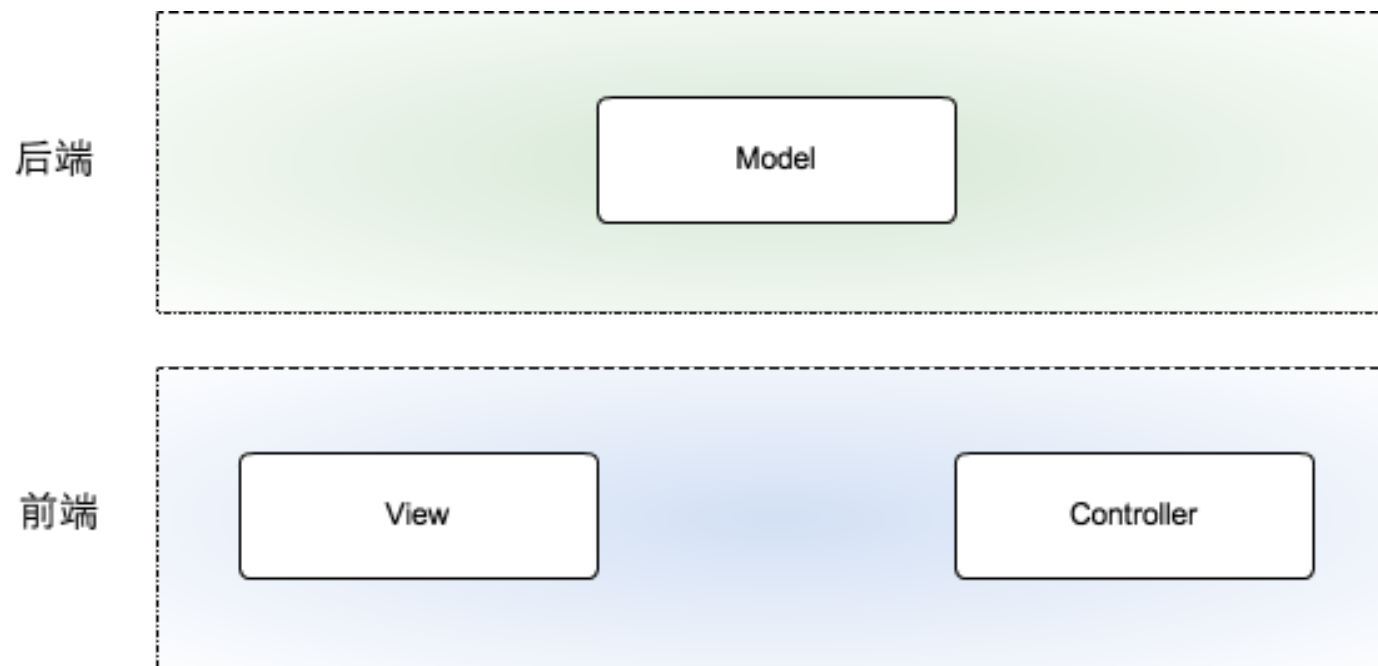 后端
Model
前端
View
Controller